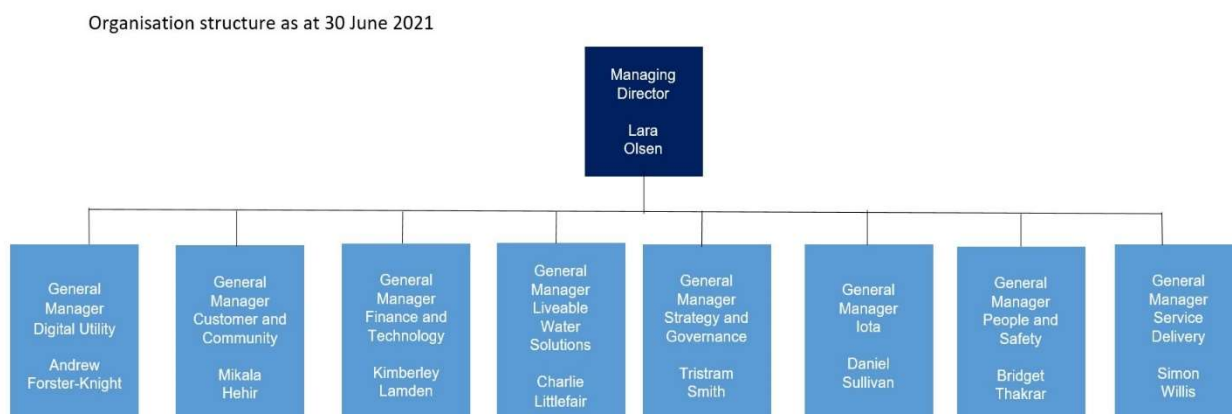 Organisation structure as at 30 June 2021
Managing
Director
Lara
Olsen
General
Manager
Digital Utility
Andrew
Forster-Knight
General
Manager
Customer and
Community
Mikala
Hehir
General
Manager
Finance and
Technology
Kimberley
Lamden
General
Manager
Liveable
Water
Solutions
Charlie
Littlefair
General
Manager
Strategy and
Governance
Tristram
Smith
General
Manager
Iota
Daniel
Sullivan
General
Manager
People and
Safety
Bridget
Thakrar
General
Manager
Service
Delivery
Simon
Willis